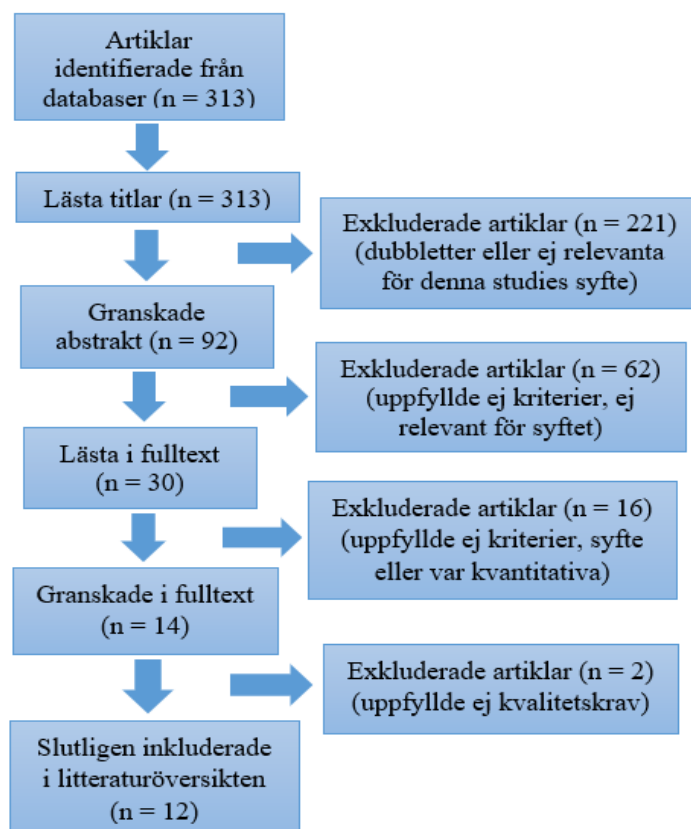 Artiklar
identifierade från
databaser (n = 313)
Lästa titlar (n = 313)
Exkluderade artiklar (n = 221)
(dubbletter eller ej relevanta
för denna studies syfte)
Granskade
abstrakt (n = 92)
Exkluderade artiklar (n = 62)
(uppfyllde ej kriterier, ej
relevant för syftet)
Lästa i fulltext
(n = 30)
Exkluderade artiklar (n = 16)
(uppfyllde ej kriterier, syfte
eller var kvantitativa)
Granskade i fulltext
(n = 14)
Exkluderade artiklar (n = 2)
(uppfyllde ej kvalitetskrav)
Slutligen inkluderade
i litteraturöversikten
(n = 12)